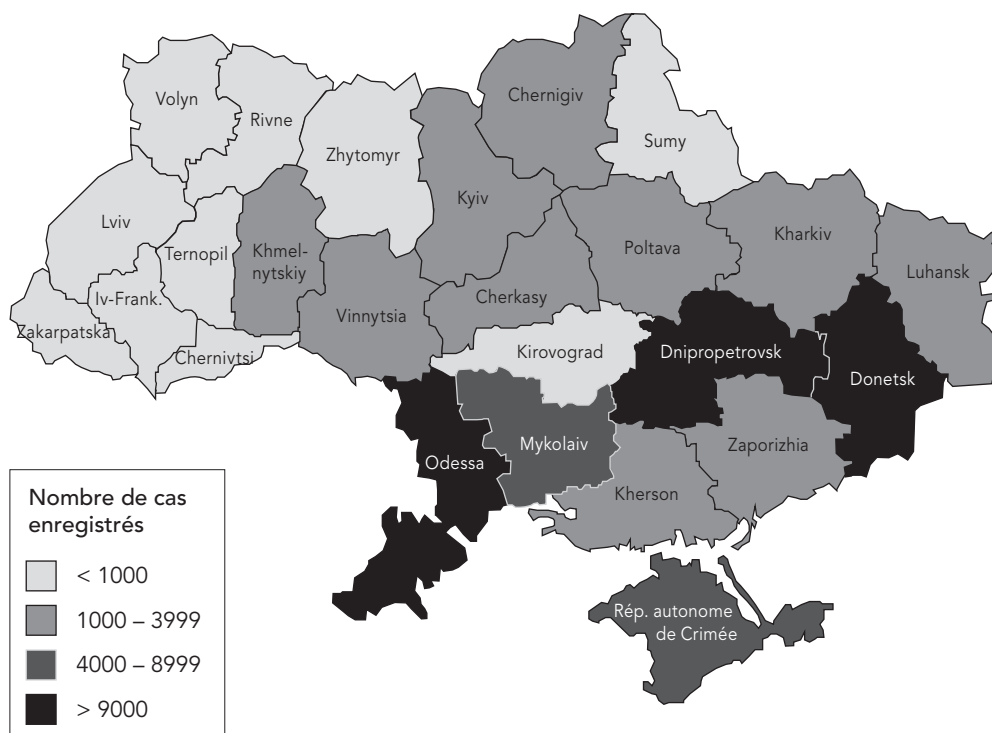 Volyn
Rivne
Zhytomyr
Chernigiv
Sumy
Kyiv
Lviv
Ternopil
Khmel-
nytskiy
Poltava
Kharkiv
Luhansk
Iv-Frank.
Vinnytsia
Cherkasy
Zakarpatska
Chernivtsi
Kirovograd
Dnipropetrovsk
Donetsk
Odessa
Mykolaiv
Zaporizhia
Kherson
Rép. autonome
de Crimée
Nombre de cas
enregistrés
< 1000
1000 – 3999
4000 – 8999
> 9000